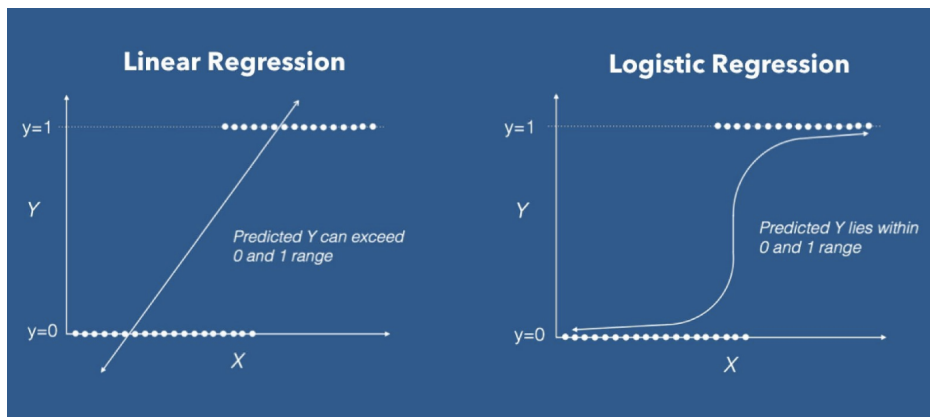 Linear Regression
y=1
Y
Predicted Y can exceed
0 and 1 range
y=0
X
Logistic Regression
y=1
Y
Predicted Y lies within
0 and 1 range
y=0
X